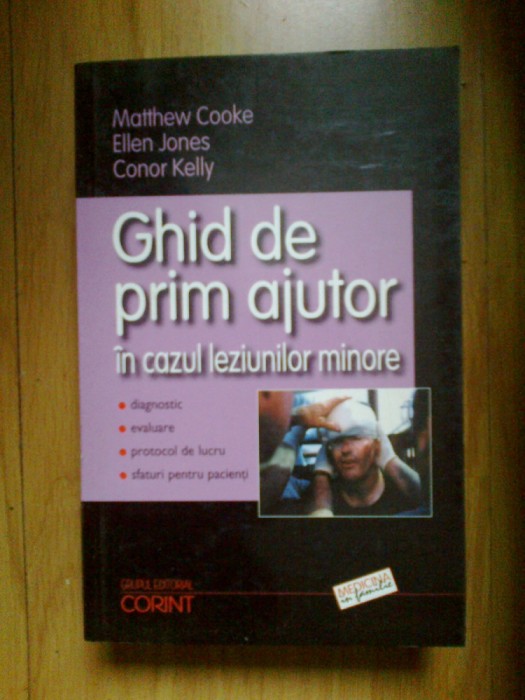 Matthew Cooke
Ellen Jones
Conor Kelly
Ghid de
prim ajutor
în cazul leziunilor minore
diagnostic
evaluare
protocol de lucru
sfaturi pentru pacienți
GRUPUL EDITORIAL
CORINT
MEDICINA
în familie